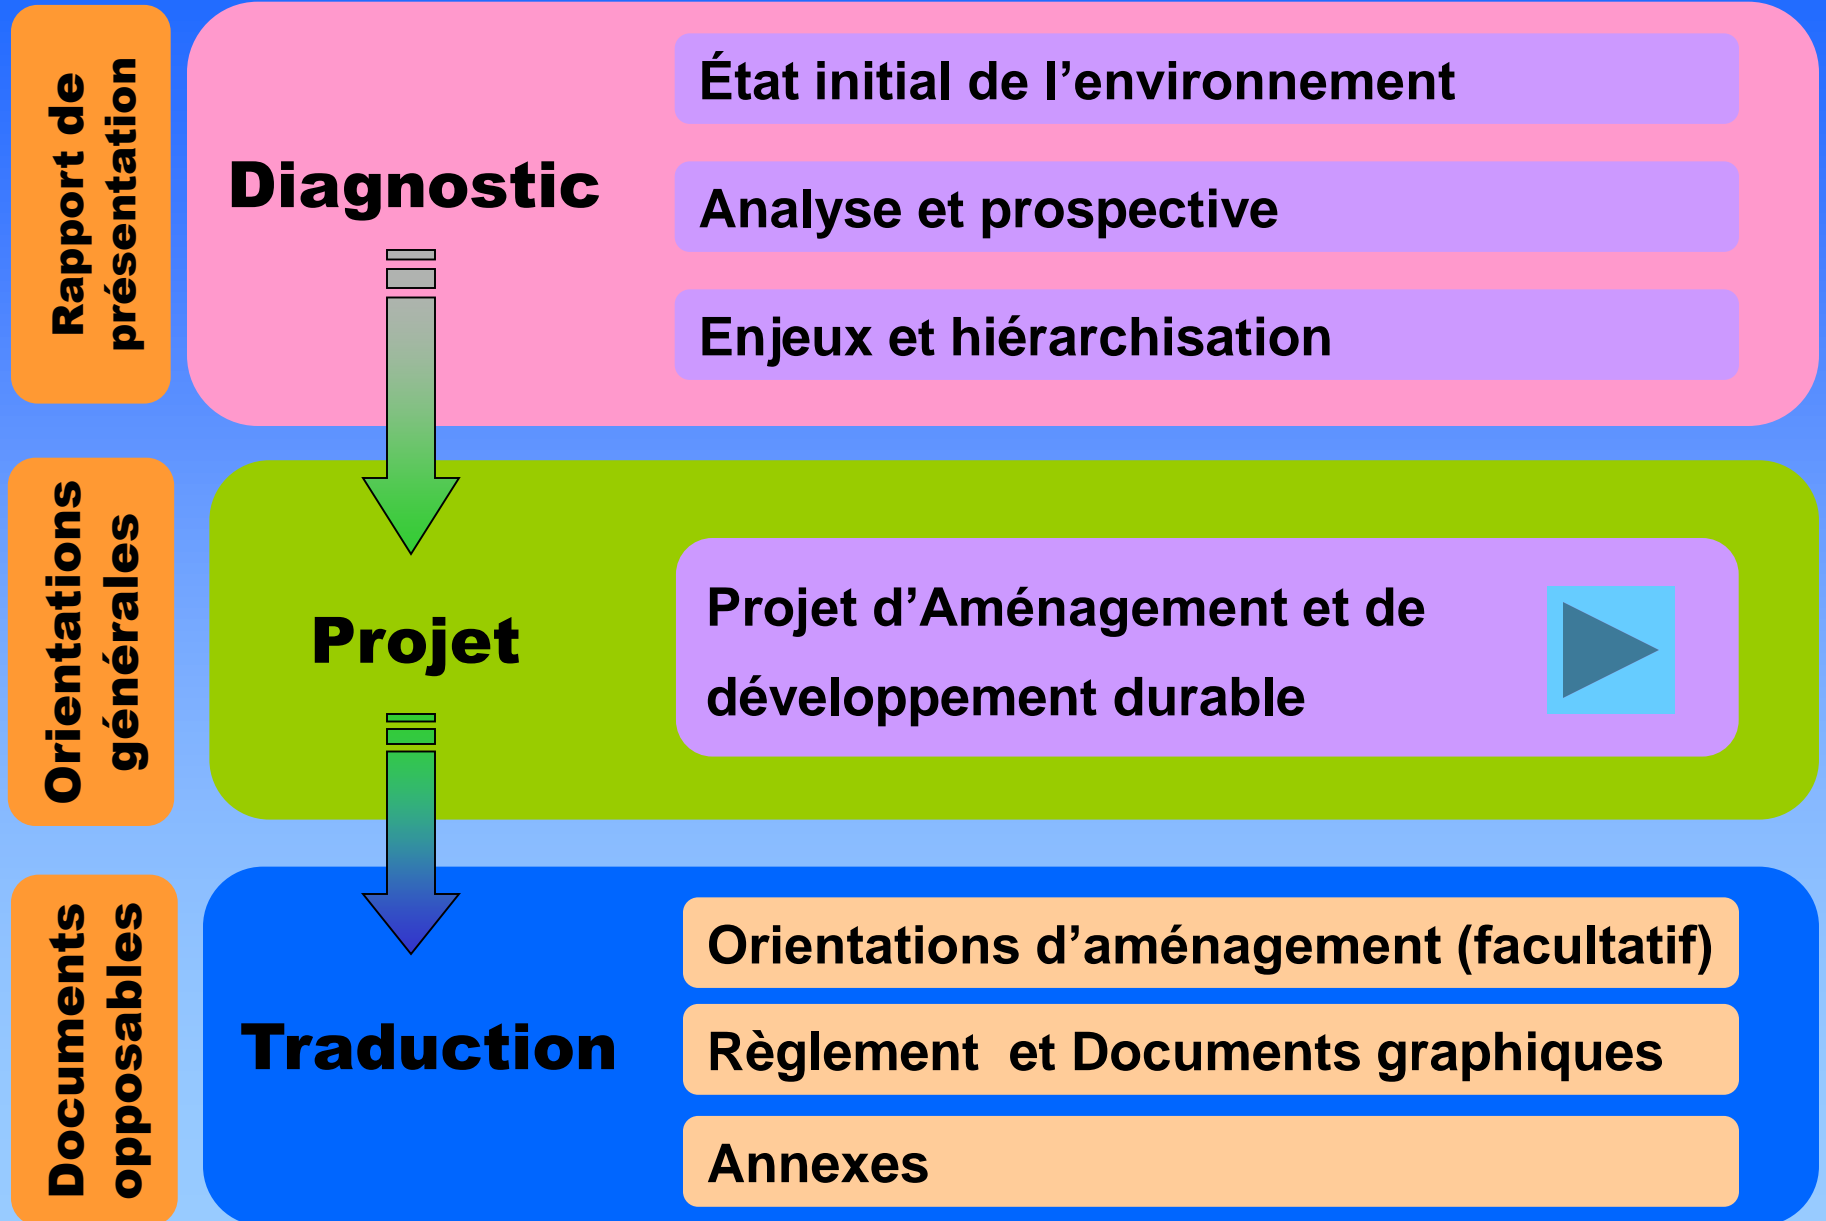 Rapport de
présentation
Diagnostic
État initial de l’environnement
Analyse et prospective
Enjeux et hiérarchisation
Orientations
générales
Projet
Projet d’Aménagement et de
développement durable
Documents
opposables
Traduction
Orientations d’aménagement (facultatif)
Règlement  et Documents graphiques
Annexes